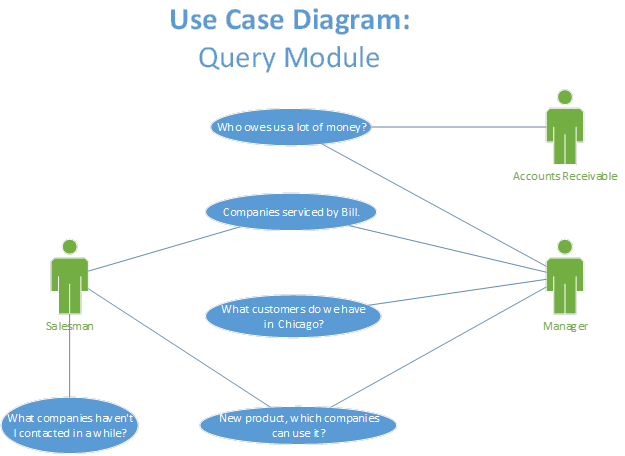 Use Case Diagram:
Query Module
Who owes us a lot of money?
Accounts Receivable
Companies serviced by Bill.
Salesman
What customers do we have
in Chicago?
Manager
What companies haven't
I contacted in a while?
New product, which companies
can use it?